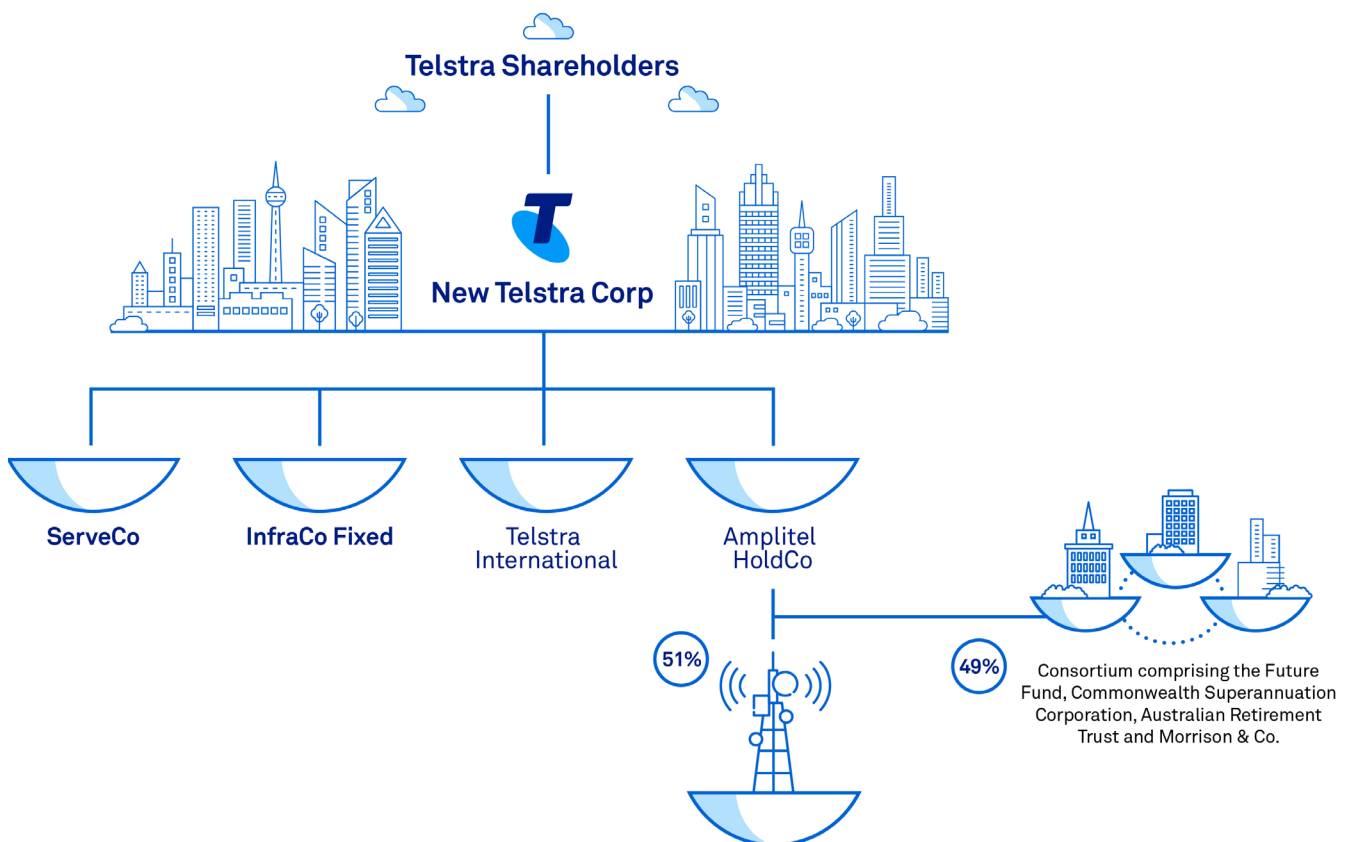 Telstra Shareholders
T
New Telstra Corp
ServeCo
InfraCo Fixed
Telstra
International
Amplitel
HoldCo
51%
49%
Consortium comprising the Future
Fund, Commonwealth Superannuation
Corporation, Australian Retirement
Trust and Morrison & Co.